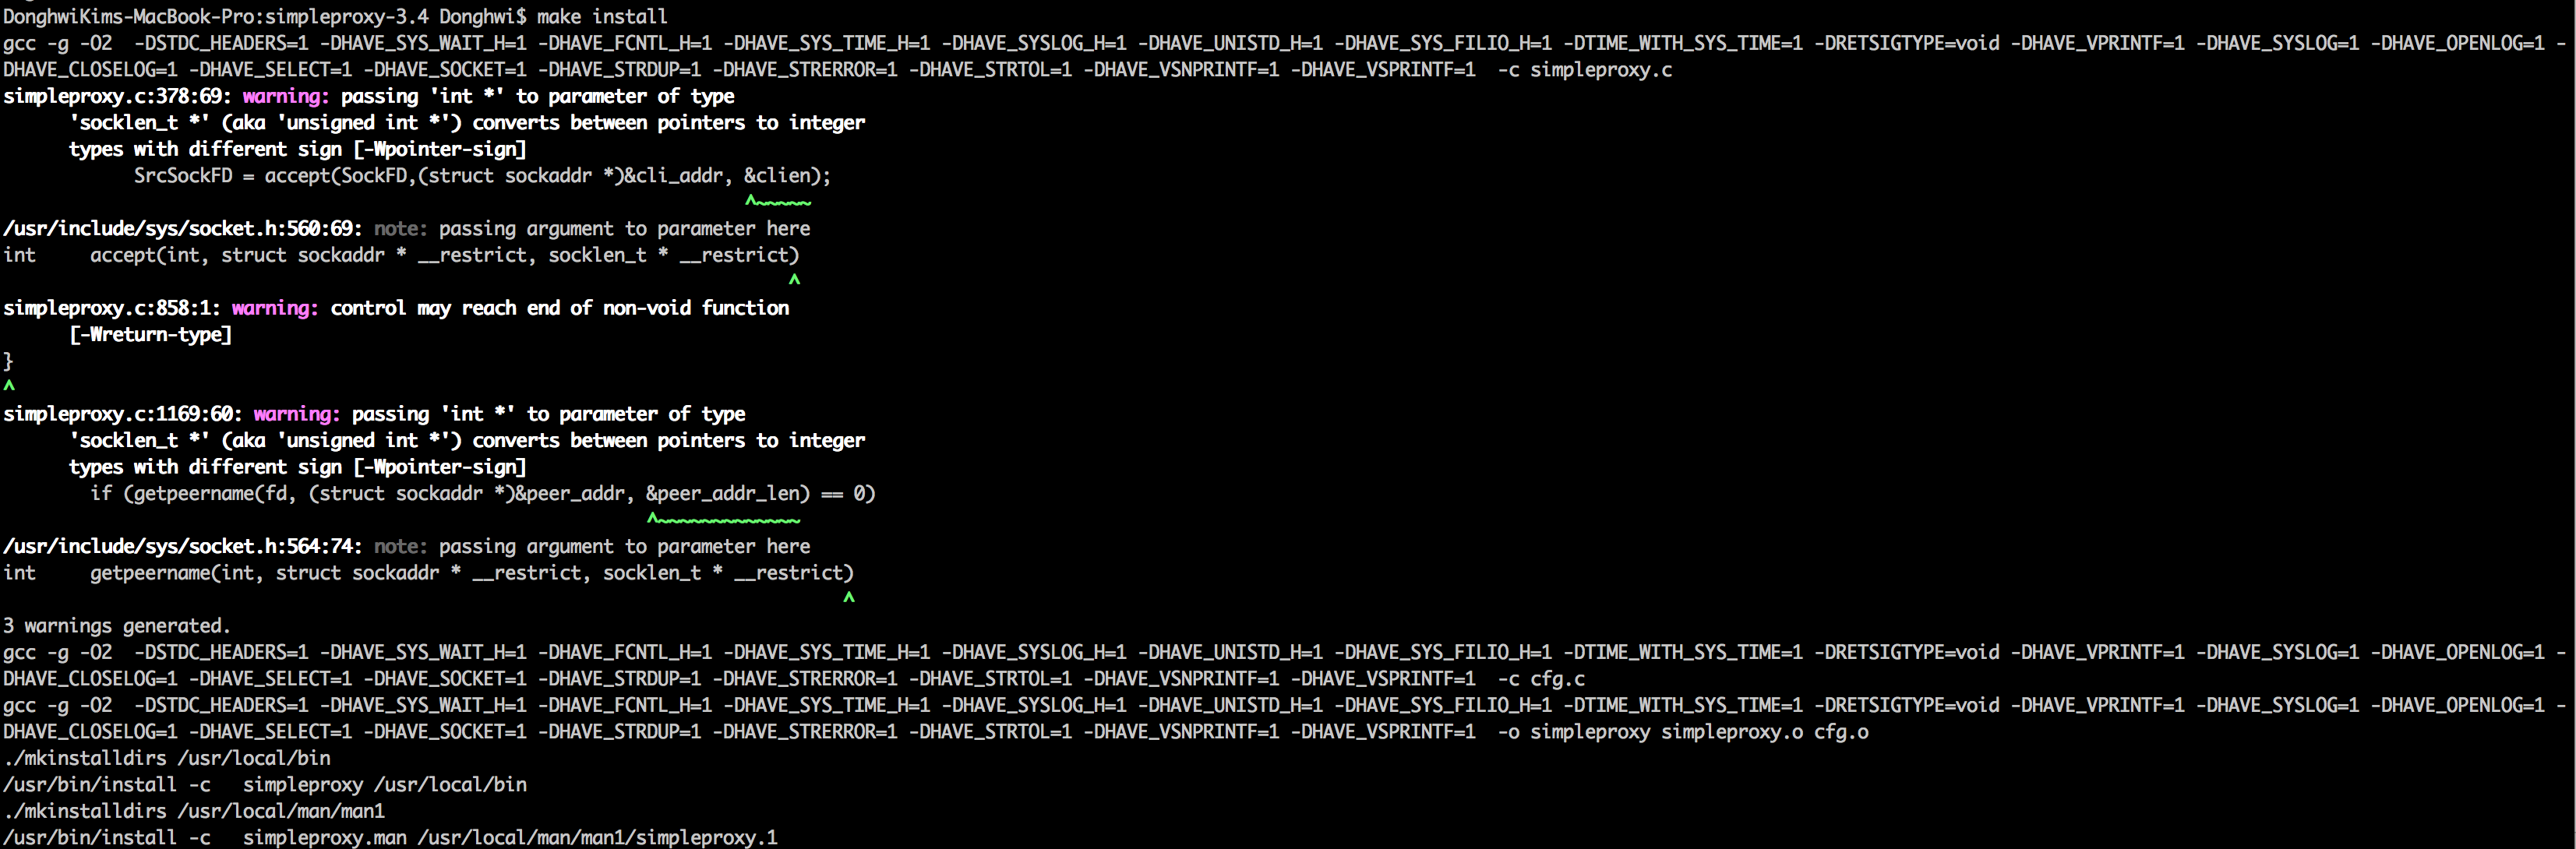 DonghwiKims-MacBook-Pro:simpleproxy-3.4 Donghwi$ make install
gcc -g -O2  -DSTDC_HEADERS=1 -DHAVE_SYS_WAIT_H=1 -DHAVE_FCNTL_H=1 -DHAVE_SYS_TIME_H=1 -DHAVE_SYSLOG_H=1 -DHAVE_UNISTD_H=1 -DHAVE_SYS_FILIO_H=1 -DTIME_WITH_SYS_TIME=1 -DRETSIGTYPE=void -DHAVE_VPRINTF=1 -DHAVE_SYSLOG=1 -DHAVE_OPENLOG=1 -
DHAVE_CLOSELOG=1 -DHAVE_SELECT=1 -DHAVE_SOCKET=1 -DHAVE_STRDUP=1 -DHAVE_STRERROR=1 -DHAVE_STRTOL=1 -DHAVE_VSNPRINTF=1 -DHAVE_VSPRINTF=1  -c simpleproxy.c
simpleproxy.c:378:69: warning: passing 'int *' to parameter of type
      'socklen_t *' (aka 'unsigned int *') converts between pointers to integer
      types with different sign [-Wpointer-sign]
            SrcSockFD = accept(SockFD,(struct sockaddr *)&cli_addr, &clien);
                                                                    ^~~~~~
/usr/include/sys/socket.h:560:69: note: passing argument to parameter here
int     accept(int, struct sockaddr * __restrict, socklen_t * __restrict)
                                                                        ^
simpleproxy.c:858:1: warning: control may reach end of non-void function
      [-Wreturn-type]
}
^
simpleproxy.c:1169:60: warning: passing 'int *' to parameter of type
      'socklen_t *' (aka 'unsigned int *') converts between pointers to integer
      types with different sign [-Wpointer-sign]
        if (getpeername(fd, (struct sockaddr *)&peer_addr, &peer_addr_len) == 0)
                                                           ^~~~~~~~~~~~~~
/usr/include/sys/socket.h:564:74: note: passing argument to parameter here
int     getpeername(int, struct sockaddr * __restrict, socklen_t * __restrict)
                                                                             ^
3 warnings generated.
gcc -g -O2  -DSTDC_HEADERS=1 -DHAVE_SYS_WAIT_H=1 -DHAVE_FCNTL_H=1 -DHAVE_SYS_TIME_H=1 -DHAVE_SYSLOG_H=1 -DHAVE_UNISTD_H=1 -DHAVE_SYS_FILIO_H=1 -DTIME_WITH_SYS_TIME=1 -DRETSIGTYPE=void -DHAVE_VPRINTF=1 -DHAVE_SYSLOG=1 -DHAVE_OPENLOG=1 -
DHAVE_CLOSELOG=1 -DHAVE_SELECT=1 -DHAVE_SOCKET=1 -DHAVE_STRDUP=1 -DHAVE_STRERROR=1 -DHAVE_STRTOL=1 -DHAVE_VSNPRINTF=1 -DHAVE_VSPRINTF=1  -c cfg.c
gcc -g -O2  -DSTDC_HEADERS=1 -DHAVE_SYS_WAIT_H=1 -DHAVE_FCNTL_H=1 -DHAVE_SYS_TIME_H=1 -DHAVE_SYSLOG_H=1 -DHAVE_UNISTD_H=1 -DHAVE_SYS_FILIO_H=1 -DTIME_WITH_SYS_TIME=1 -DRETSIGTYPE=void -DHAVE_VPRINTF=1 -DHAVE_SYSLOG=1 -DHAVE_OPENLOG=1 -
DHAVE_CLOSELOG=1 -DHAVE_SELECT=1 -DHAVE_SOCKET=1 -DHAVE_STRDUP=1 -DHAVE_STRERROR=1 -DHAVE_STRTOL=1 -DHAVE_VSNPRINTF=1 -DHAVE_VSPRINTF=1  -o simpleproxy simpleproxy.o cfg.o
./mkinstalldirs /usr/local/bin
/usr/bin/install -c   simpleproxy /usr/local/bin
./mkinstalldirs /usr/local/man/man1
/usr/bin/install -c   simpleproxy.man /usr/local/man/man1/simpleproxy.1